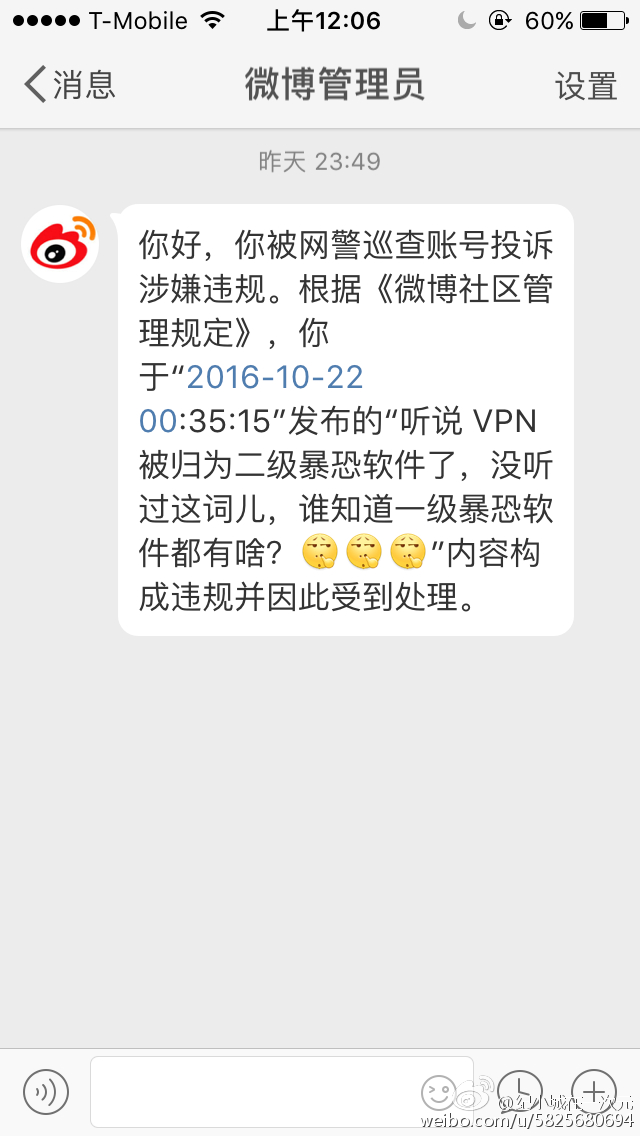 T-Mobile 上午12:06 60%
消息 微博管理员 设置
昨天 23:49
你好，你被网警巡查账号投诉
涉嫌违规。根据《微博社区管
理规定》，你
于“2016-10-22
00:35:15”发布的“听说 VPN
被归为二级暴恐软件了，没听
过这词儿，谁知道一级暴恐软
件都有啥？”内容构
成违规并因此受到处理。
weibo.com/u/5825680694